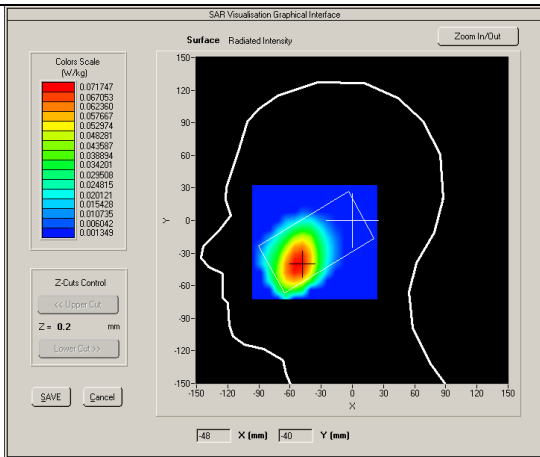 SAR Visualisation Graphical Interface
Surface Radiated Intensity
Zoom In/Out
Colors Scale
(W/kg)
0.071747
0.067053
0.062360
0.057667
0.052974
0.048281
0.043587
0.038894
0.034201
0.029508
0.024815
0.020121
0.015428
0.010735
0.006042
0.001349
Z-Cuts Control
<< Upper Cut
Z = 0.2 mm
Lower Cut >>
SAVE Cancel
150
120
90
60
30
0
-30
-60
-90
-120
-150
Y
-150 -120 -90 -60 -30 0 30 60 90 120 150
X
-48 X (mm) -40 Y (mm)